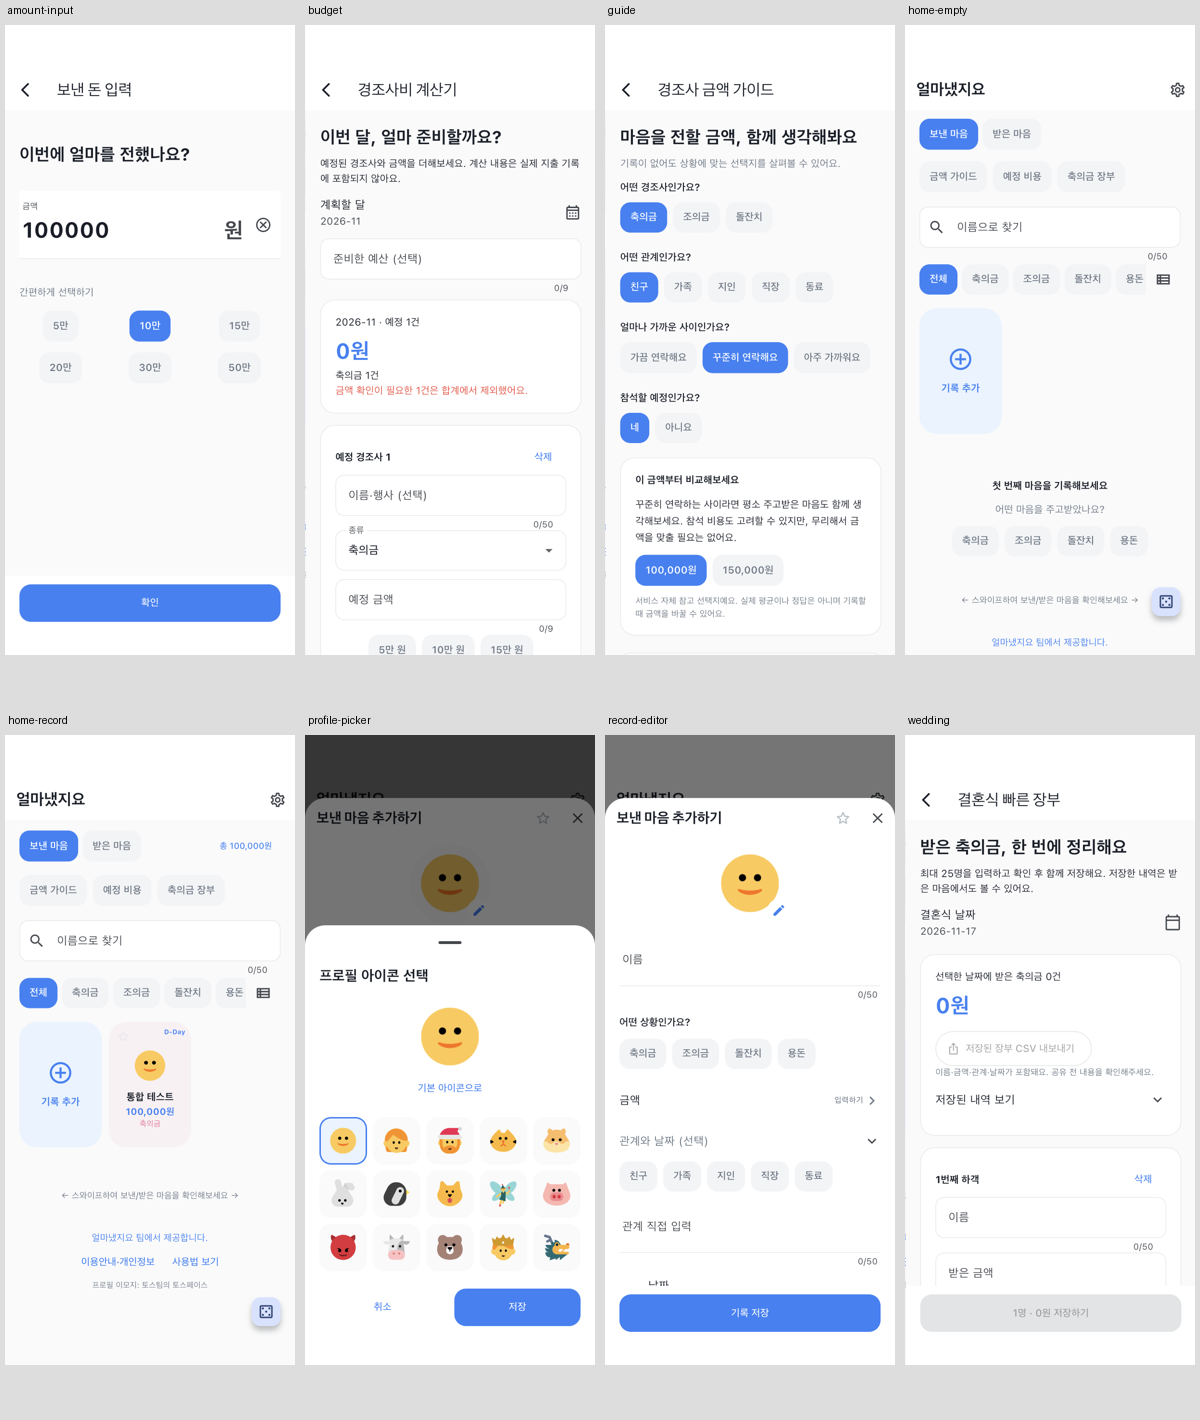 amount-input
보낸 돈 입력
이번에 얼마를 전했나요?
금액
100000 원
간편하게 선택하기
5만 10만 15만
20만 30만 50만
확인
budget
경조사비 계산기
이번 달, 얼마 준비할까요?
예정된 경조사와 금액을 더해보세요. 계산 내용은 실제 지출 기록
에 포함되지 않아요.
계획할 달
2026-11
준비한 예산 (선택)
0/9
2026-11 · 예정 1건
0원
축의금 1건
금액 확인이 필요한 1건은 합계에서 제외했어요.
예정 경조사 1 삭제
이름·행사 (선택)
0/50
종류
축의금
예정 금액
0/9
5만 원 10만 원 15만 원
guide
경조사 금액 가이드
마음을 전할 금액, 함께 생각해봐요
기록이 없어도 상황에 맞는 선택지를 살펴볼 수 있어요.
어떤 경조사인가요?
축의금 조의금 돌잔치
어떤 관계인가요?
친구 가족 지인 직장 동료
얼마나 가까운 사이인가요?
가끔 연락해요 꾸준히 연락해요 아주 가까워요
참석할 예정인가요?
네 아니요
이 금액부터 비교해보세요
꾸준히 연락하는 사이라면 평소 주고받은 마음도 함께 생
각해보세요. 참석 비용도 고려할 수 있지만, 무리해서 금
액을 맞출 필요는 없어요.
100,000원 150,000원
서비스 자체 참고 선택지예요. 실제 평균이나 정답은 아니며 기록할
때 금액을 바꿀 수 있어요.
home-empty
얼마냈지요
보낸 마음 받은 마음
금액 가이드 예정 비용 축의금 장부
이름으로 찾기
0/50
전체 축의금 조의금 돌잔치 용돈
기록 추가
첫 번째 마음을 기록해보세요
어떤 마음을 주고받았나요?
축의금 조의금 돌잔치 용돈
← 스와이프하여 보낸/받은 마음을 확인해보세요 →
얼마냈지요 팀에서 제공합니다.
home-record
얼마냈지요
보낸 마음 받은 마음 총 100,000원
금액 가이드 예정 비용 축의금 장부
이름으로 찾기
0/50
전체 축의금 조의금 돌잔치 용돈
기록 추가
D-Day
통합 테스트
100,000원
축의금
← 스와이프하여 보낸/받은 마음을 확인해보세요 →
얼마냈지요 팀에서 제공합니다.
이용안내·개인정보 사용법 보기
프로필 이모지: 토스팀의 토스페이스
profile-picker
얼마냈지요
보낸 마음 추가하기
프로필 아이콘 선택
기본 아이콘으로
취소 저장
record-editor
얼마냈지요
보낸 마음 추가하기
이름
0/50
어떤 상황인가요?
축의금 조의금 돌잔치 용돈
금액 입력하기
관계와 날짜 (선택)
친구 가족 지인 직장 동료
관계 직접 입력
0/50
날짜
기록 저장
wedding
결혼식 빠른 장부
받은 축의금, 한 번에 정리해요
최대 25명을 입력하고 확인 후 함께 저장해요. 저장한 내역은 받
은 마음에서도 볼 수 있어요.
결혼식 날짜
2026-11-17
선택한 날짜에 받은 축의금 0건
0원
저장된 장부 CSV 내보내기
이름·금액·관계·날짜가 포함돼요. 공유 전 내용을 확인해주세요.
저장된 내역 보기
1번째 하객 삭제
이름
0/50
받은 금액
1명 · 0원 저장하기